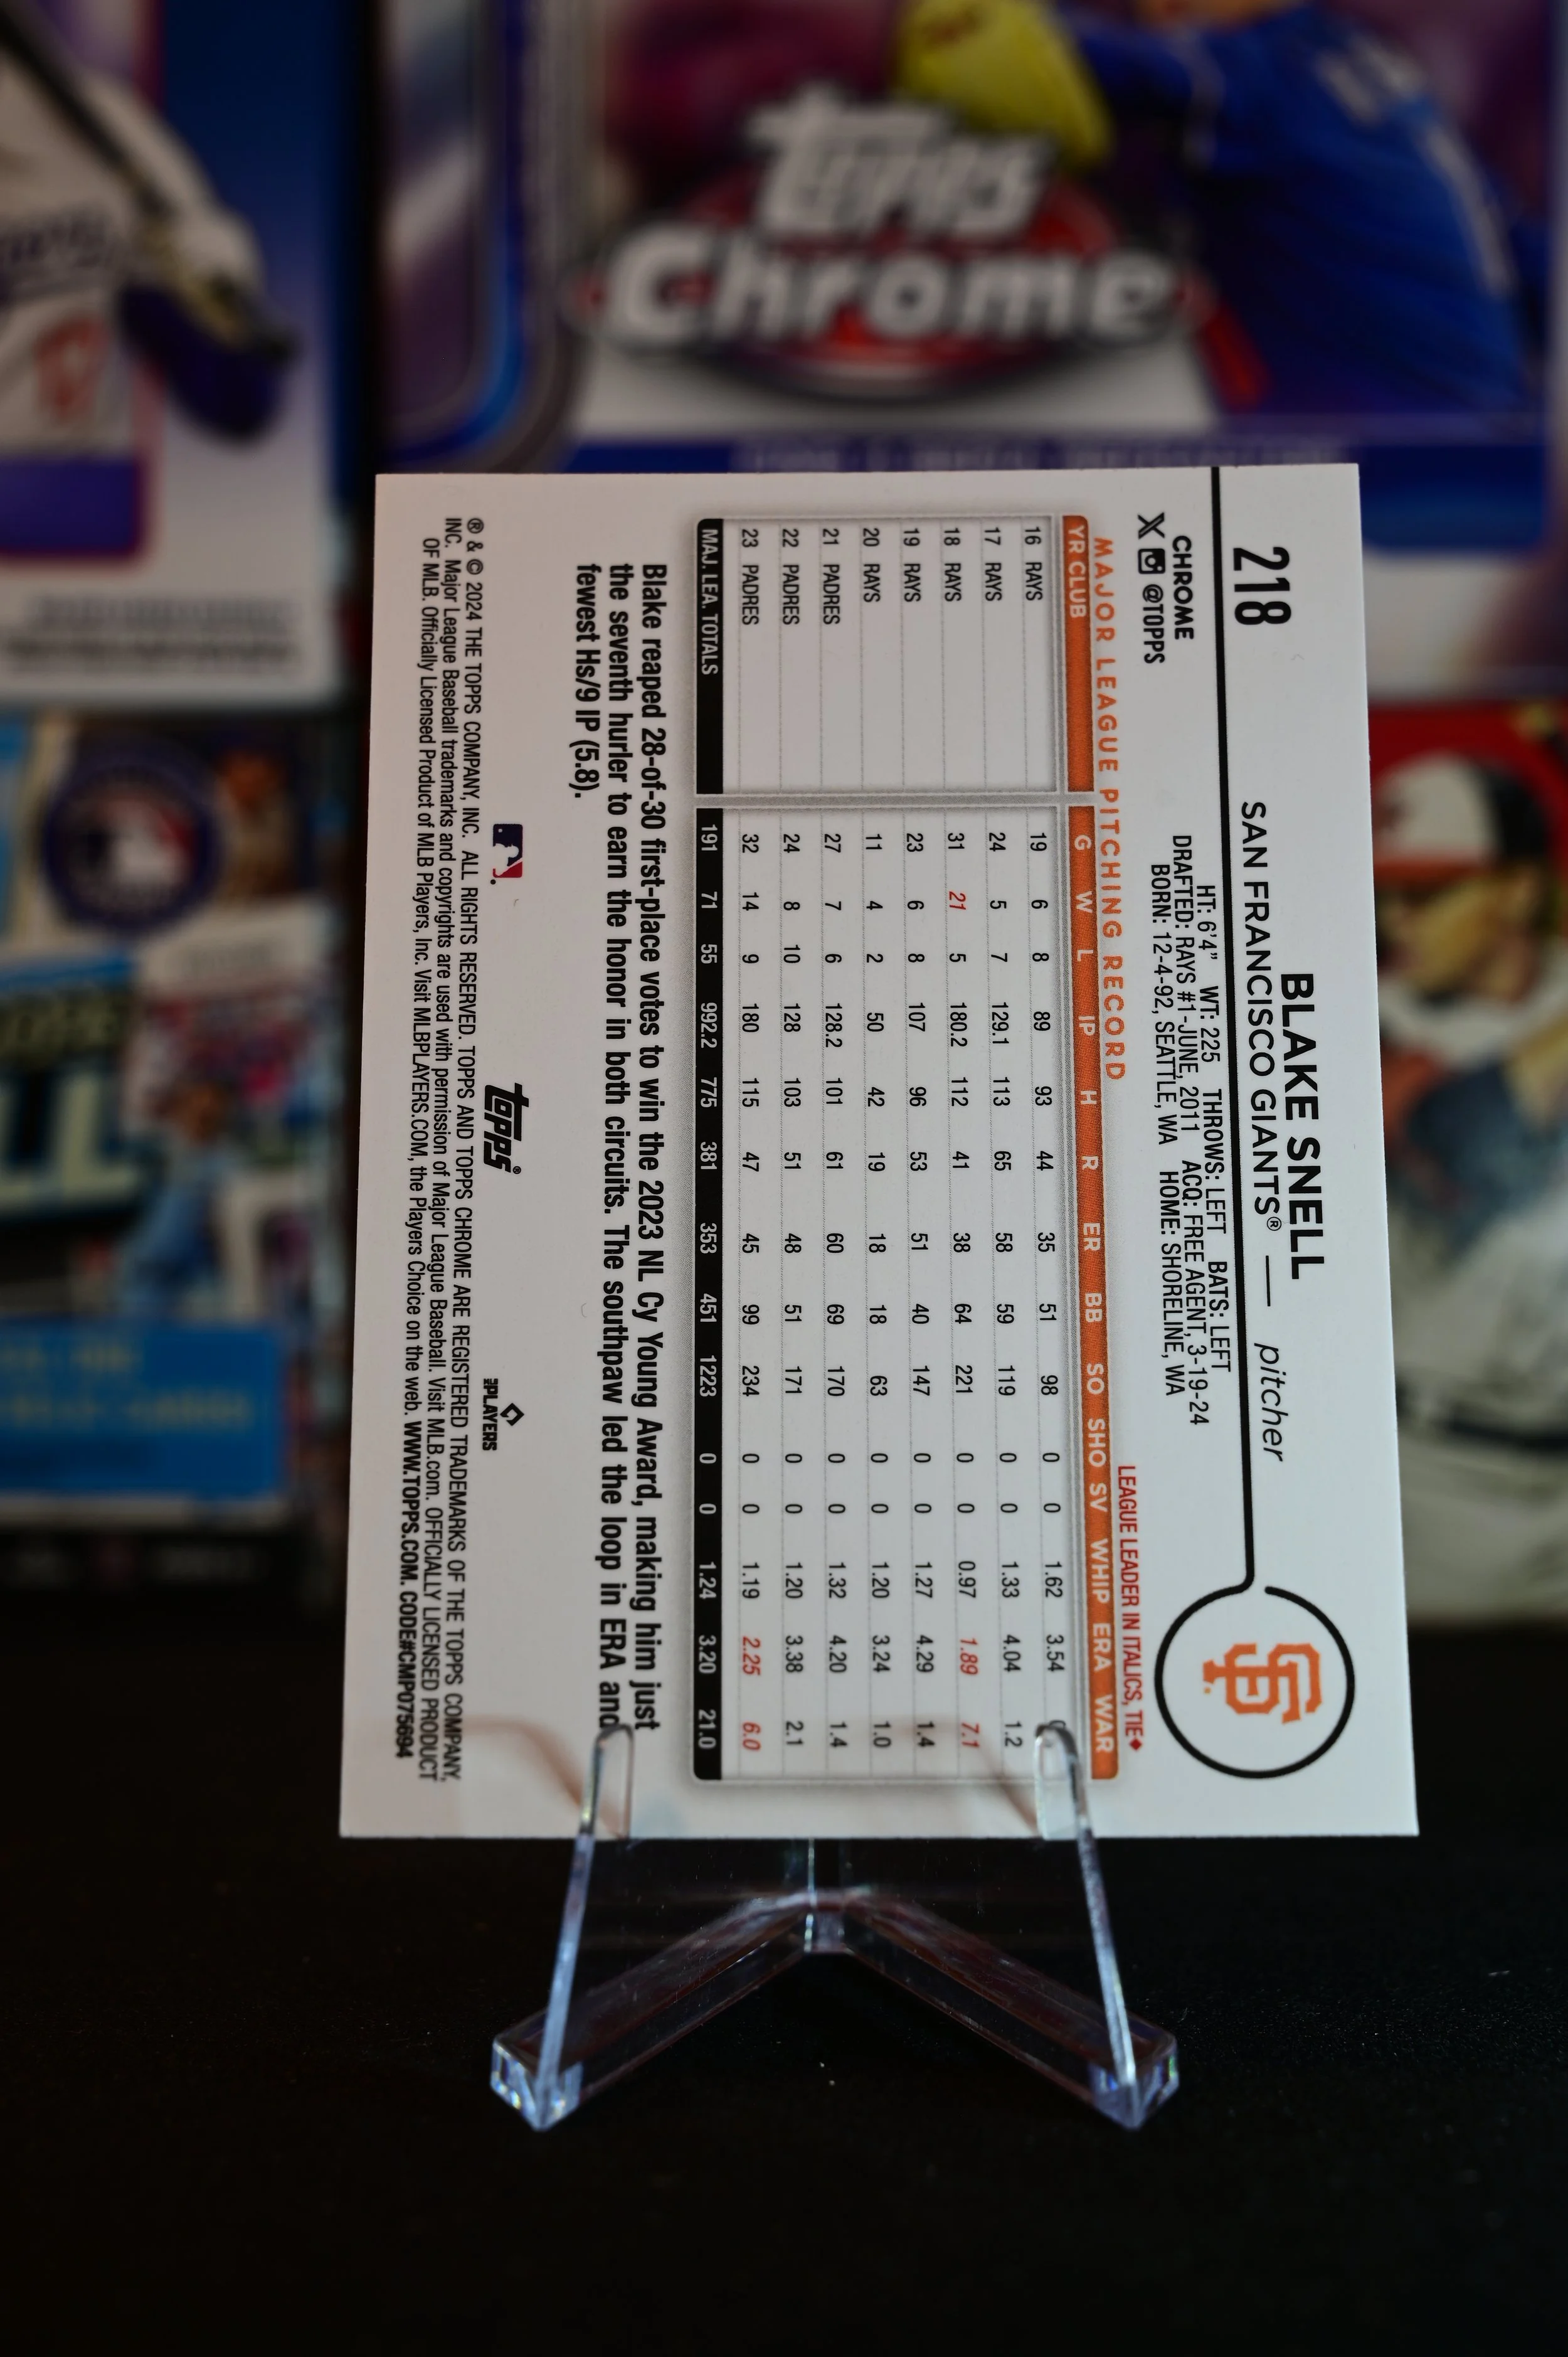 Topps
Chrome
218
BLAKE SNELL
SAN FRANCISCO GIANTS® — pitcher
CHROME
@TOPPS
HT: 6'4" WT: 225 THROWS: LEFT BATS: LEFT
DRAFTED: RAYS #1-JUNE, 2011 ACQ: FREE AGENT, 3-19-24
BORN: 12-4-92, SEATTLE, WA HOME: SHORELINE, WA
SF
MAJOR LEAGUE PITCHING RECORD
LEAGUE LEADER IN ITALICS, TIE♦
YR CLUB G W L IP H R ER BB SO SHO SV WHIP ERA WAR
16 RAYS 19 6 8 89 93 44 35 51 98 0 0 1.62 3.54
17 RAYS 24 5 7 129.1 113 65 58 59 119 0 0 1.33 4.04 1.2
18 RAYS 31 21 5 180.2 112 41 38 64 221 0 0 0.97 1.89 7.1
19 RAYS 23 6 8 107 96 53 51 40 147 0 0 1.27 4.29 1.4
20 RAYS 11 4 2 50 42 19 18 18 63 0 0 1.20 3.24 1.0
21 PADRES 27 7 6 128.2 101 61 60 69 170 0 0 1.32 4.20 1.4
22 PADRES 24 8 10 128 103 51 48 51 171 0 0 1.20 3.38 2.1
23 PADRES 32 14 9 180 115 47 45 99 234 0 0 1.19 2.25 6.0
MAJ. LEA. TOTALS 191 71 55 992.2 775 381 353 451 1223 0 0 1.24 3.20 21.0
Blake reaped 28-of-30 first-place votes to win the 2023 NL Cy Young Award, making him just
the seventh hurler to earn the honor in both circuits. The southpaw led the loop in ERA and
fewest Hs/9 IP (5.8).
topps®
PLAYERS
® & © 2024 THE TOPPS COMPANY, INC. ALL RIGHTS RESERVED. TOPPS AND TOPPS CHROME ARE REGISTERED TRADEMARKS OF THE TOPPS COMPANY,
INC. Major League Baseball trademarks and copyrights are used with permission of Major League Baseball. Visit MLB.com. OFFICIALLY LICENSED PRODUCT
OF MLB. Officially Licensed Product of MLB Players, Inc. Visit MLBPLAYERS.COM, the Players Choice on the web. WWW.TOPPS.COM. CODE#CMP075694